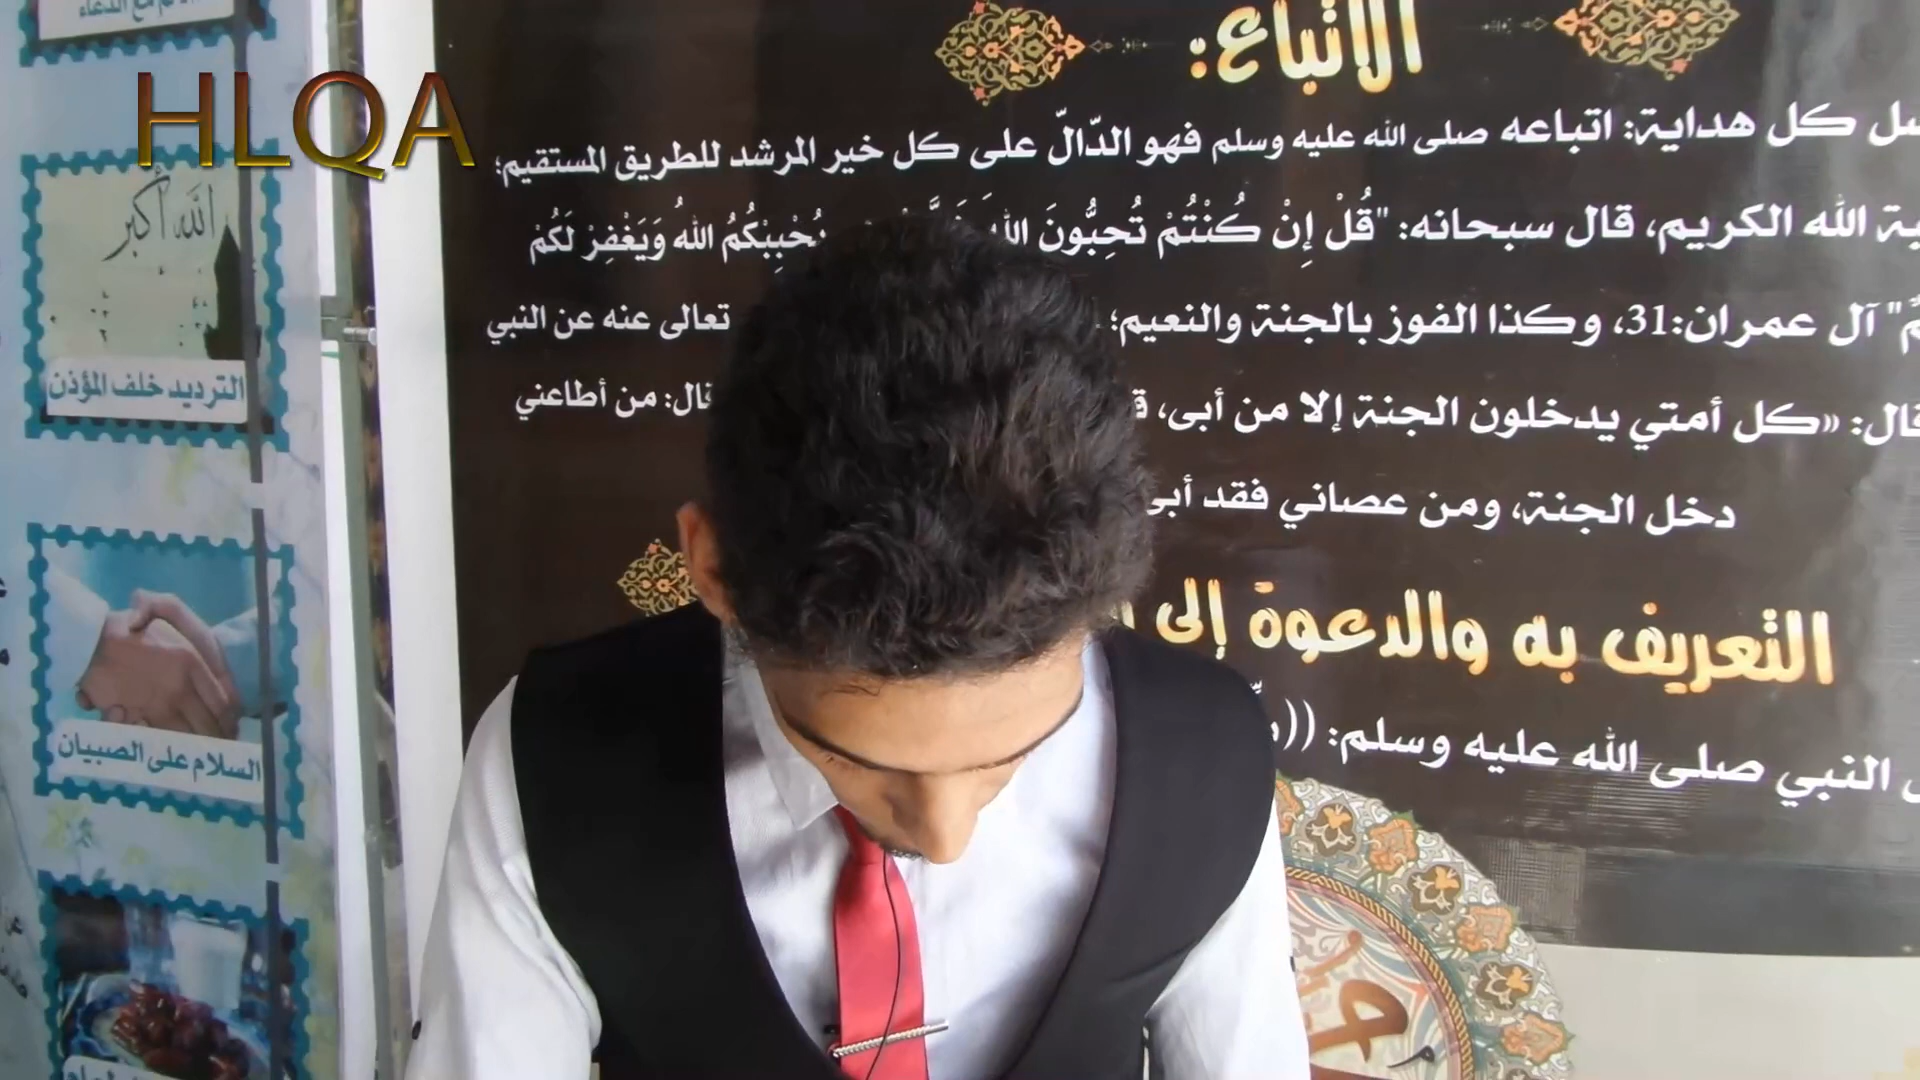 HLQA
الاتباع:
كل هداية: اتباعه صلى الله عليه وسلم فهو الدّالّ على كل خير المرشد للطريق المستقيم؛
الله الكريم، قال سبحانه: "قُلْ إِنْ كُنْتُمْ تُحِبُّونَ يُحْبِبْكُمُ اللهُ وَيَغْفِرْ لَكُمْ
" آل عمران:31، وكذا الفوز بالجنة والنعيم؛ تعالى عنه عن النبي
قال: «كل أمتي يدخلون الجنة إلا من أبى، قال: من أطاعني
دخل الجنة، ومن عصاني فقد أبى
التعريف به والدعوة إلى
النبي صلى الله عليه وسلم: ((
الله أكبر
الترديد خلف المؤذن
السلام على الصبيان